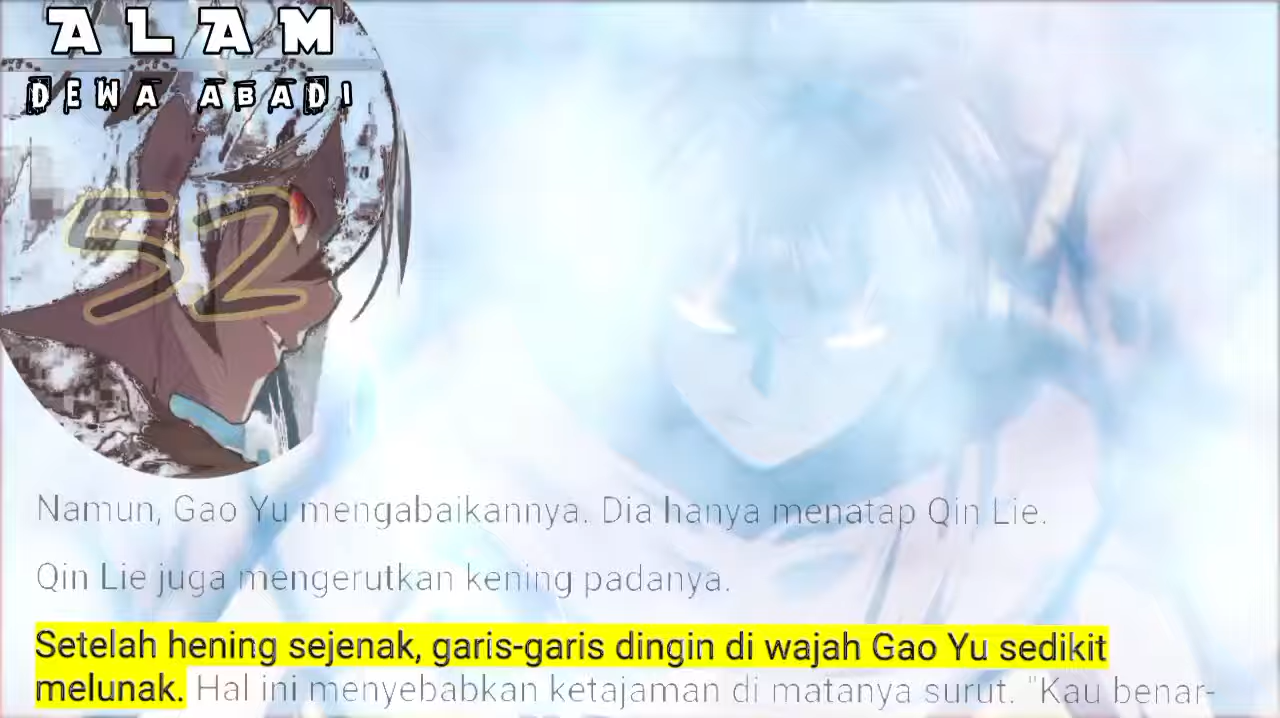 ALAM
DEWA ABADI
52
Namun, Gao Yu mengabaikannya. Dia hanya menatap Qin Lie.
Qin Lie juga mengerutkan kening padanya.
Setelah hening sejenak, garis-garis dingin di wajah Gao Yu sedikit
melunak. Hal ini menyebabkan ketajaman di matanya surut. "Kau benar-